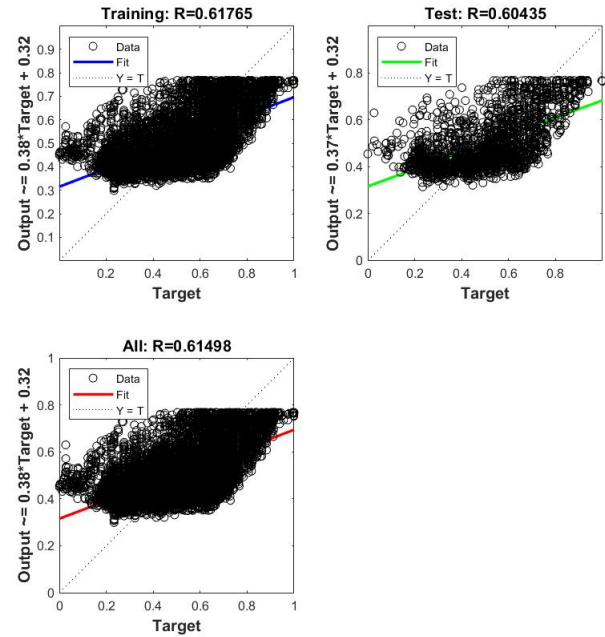 Training: R=0.61765
Output ~= 0.38*Target + 0.32
0.9
0.8
0.7
0.6
0.5
0.4
0.3
0.2
0.1
Data
Fit
Y = T
0.2 0.4 0.6 0.8 1
Target
Test: R=0.60435
Output ~= 0.37*Target + 0.32
0.8
0.6
0.4
0.2
0
Data
Fit
Y = T
0 0.2 0.4 0.6 0.8
Target
All: R=0.61498
Output ~= 0.38*Target + 0.32
1
0.8
0.6
0.4
0.2
0
Data
Fit
Y = T
0 0.2 0.4 0.6 0.8 1
Target